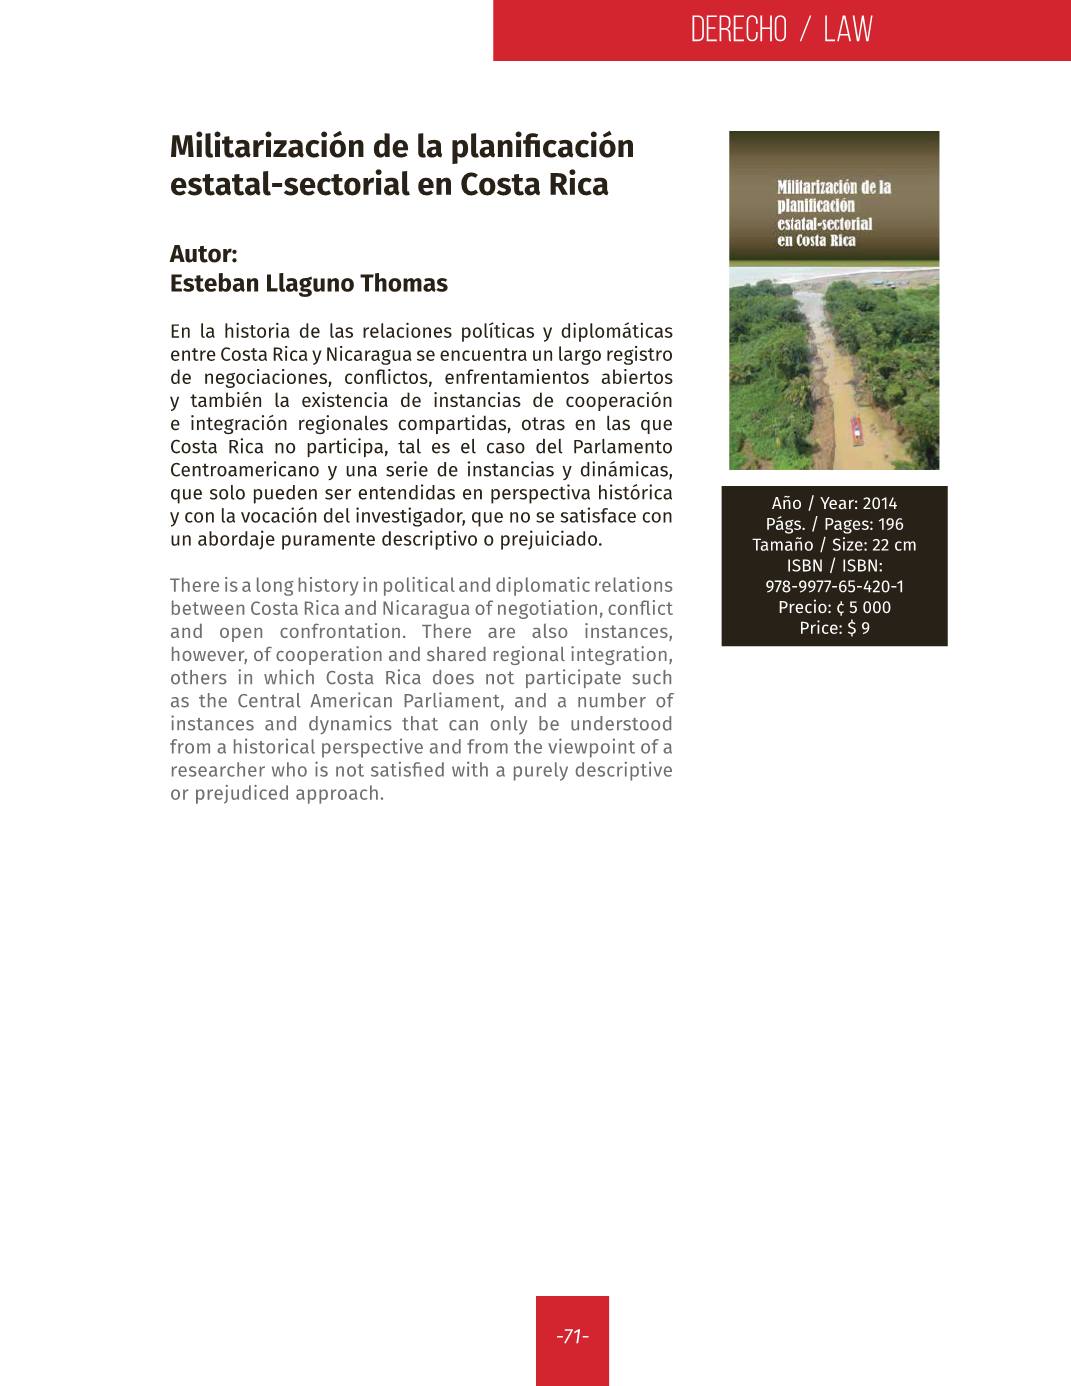 DERECHO / LAW
Militarización de la planificación
estatal-sectorial en Costa Rica
Autor:
Esteban Llaguno Thomas
En la historia de las relaciones políticas y diplomáticas
entre Costa Rica y Nicaragua se encuentra un largo registro
de negociaciones, conflictos, enfrentamientos abiertos
y también la existencia de instancias de cooperación
e integración regionales compartidas, otras en las que
Costa Rica no participa, tal es el caso del Parlamento
Centroamericano y una serie de instancias y dinámicas,
que solo pueden ser entendidas en perspectiva histórica
y con la vocación del investigador, que no se satisface con
un abordaje puramente descriptivo o prejuiciado.
There is a long history in political and diplomatic relations
between Costa Rica and Nicaragua of negotiation, conflict
and open confrontation. There are also instances,
however, of cooperation and shared regional integration,
others in which Costa Rica does not participate such
as the Central American Parliament, and a number of
instances and dynamics that can only be understood
from a historical perspective and from the viewpoint of a
researcher who is not satisfied with a purely descriptive
or prejudiced approach.
Militarización de la
planificación
estatal-sectorial
en Costa Rica
Año / Year: 2014
Págs. / Pages: 196
Tamaño / Size: 22 cm
ISBN / ISBN:
978-9977-65-420-1
Precio: ¢ 5 000
Price: $ 9
-71-